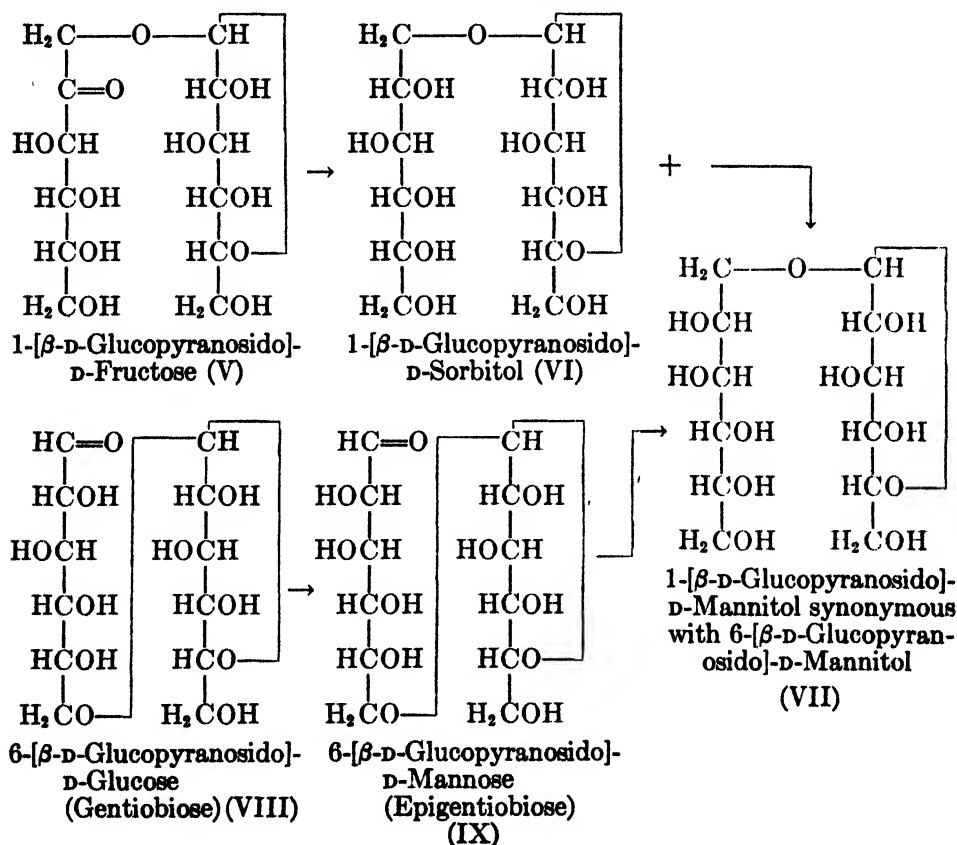 H₂C—O—CH H₂C—O—CH
C=O HCOH HCOH HCOH
HOCH HOCH HOCH HOCH
→ +
HCOH HCOH HCOH HCOH
HCOH HCO— HCOH HCO—
H₂COH H₂COH H₂COH H₂COH
1-[β-D-Glucopyranosido]-
D-Fructose (V)
1-[β-D-Glucopyranosido]-
D-Sorbitol (VI)
HC=O CH HC=O CH
HCOH HCOH HOCH HCOH
HOCH HOCH HOCH HOCH
→ →
HCOH HCOH HCOH HCOH
HCOH HCO— HCOH HCO—
H₂CO— H₂COH H₂CO— H₂COH
6-[β-D-Glucopyranosido]-
D-Glucose
(Gentiobiose) (VIII)
6-[β-D-Glucopyranosido]-
D-Mannose
(Epigentiobiose)
(IX)
H₂C—O—CH
HOCH HCOH
HOCH HOCH
HCOH HCOH
HCOH HCO—
H₂COH H₂COH
1-[β-D-Glucopyranosido]-
D-Mannitol synonymous
with 6-[β-D-Glucopyran-
osido]-D-Mannitol
(VII)